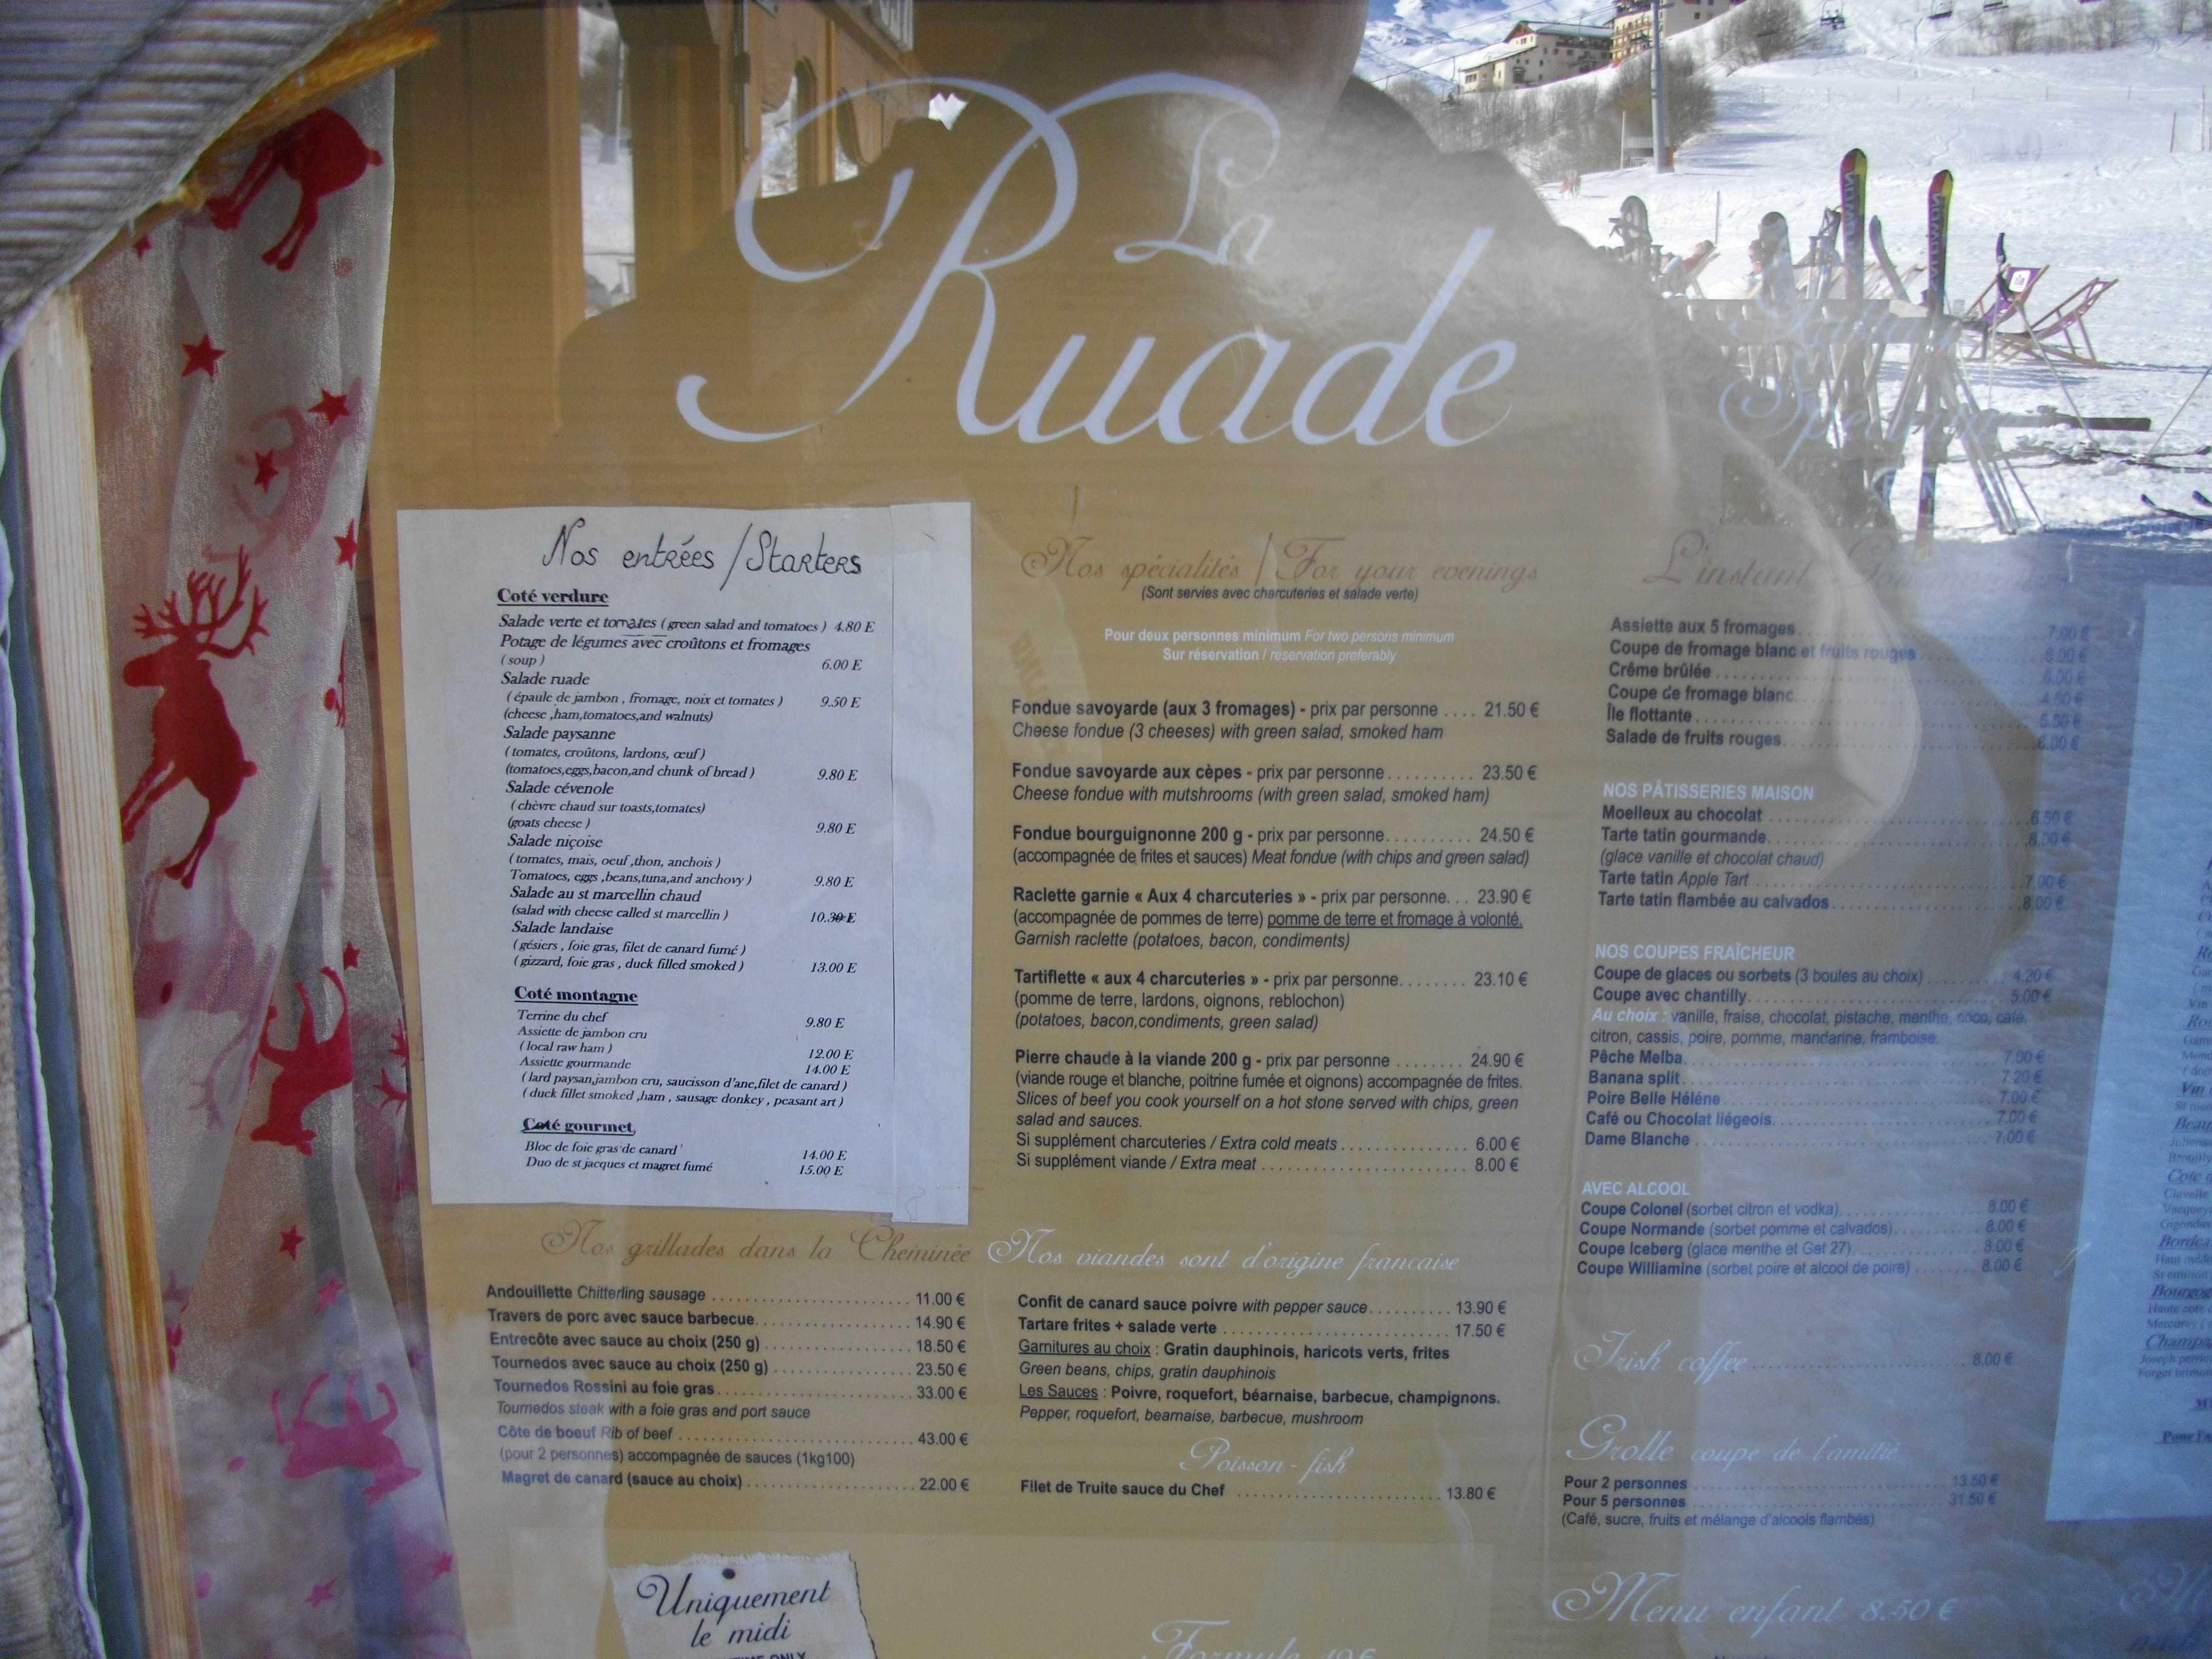 La
Ruade
Nos entrées / Starters
Coté verdure
Salade verte et tomates ( green salad and tomatoes ) 4.80 E
Potage de légumes avec croûtons et fromages
( soup ) 6.00 E
Salade ruade
( épaule de jambon , fromage, noix et tomates ) 9.50 E
(cheese ,ham,tomatoes,and walnuts)
Salade paysanne
( tomates, croûtons, lardons, œuf )
(tomatoes,eggs,bacon,and chunk of bread ) 9.80 E
Salade cévenole
( chèvre chaud sur toasts,tomates)
(goats cheese ) 9.80 E
Salade niçoise
( tomates, mais, oeuf ,thon, anchois )
Tomatoes, eggs ,beans,tuna,and anchovy ) 9.80 E
Salade au st marcellin chaud
(salad with cheese called st marcellin ) 10.30 E
Salade landaise
( gésiers , foie gras, filet de canard fumé )
( gizzard, foie gras , duck filled smoked ) 13.00 E
Coté montagne
Terrine du chef 9.80 E
Assiette de jambon cru
( local raw ham ) 12.00 E
Assiette gourmande 14.00 E
( lard paysan,jambon cru, saucisson d'ane,filet de canard )
( duck fillet smoked ,ham , sausage donkey , peasant art )
Coté gourmet
Bloc de foie gras de canard 14.00 E
Duo de st jacques et magret fumé 15.00 E
Nos grillades dans la Cheminée
Andouillette Chitterling sausage 11.00 €
Travers de porc avec sauce barbecue 14.90 €
Entrecôte avec sauce au choix (250 g) 18.50 €
Tournedos avec sauce au choix (250 g) 23.50 €
Tournedos Rossini au foie gras 33.00 €
Tournedos steak with a foie gras and port sauce
Côte de boeuf Rib of beef 43.00 €
(pour 2 personnes) accompagnée de sauces (1kg100)
Magret de canard (sauce au choix) 22.00 €
Uniquement
le midi
Nos spécialités / For your evenings
(Sont servies avec charcuteries et salade verte)
Pour deux personnes minimum For two persons minimum
Sur réservation / reservation preferably
Fondue savoyarde (aux 3 fromages) - prix par personne .... 21.50 €
Cheese fondue (3 cheeses) with green salad, smoked ham
Fondue savoyarde aux cèpes - prix par personne.......... 23.50 €
Cheese fondue with mutshrooms (with green salad, smoked ham)
Fondue bourguignonne 200 g - prix par personne.......... 24.50 €
(accompagnée de frites et sauces) Meat fondue (with chips and green salad)
Raclette garnie « Aux 4 charcuteries » - prix par personne... 23.90 €
(accompagnée de pommes de terre) pomme de terre et fromage à volonté.
Garnish raclette (potatoes, bacon, condiments)
Tartiflette « aux 4 charcuteries » - prix par personne........ 23.10 €
(pomme de terre, lardons, oignons, reblochon)
(potatoes, bacon,condiments, green salad)
Pierre chaude à la viande 200 g - prix par personne ......... 24.90 €
(viande rouge et blanche, poitrine fumée et oignons) accompagnée de frites.
Slices of beef you cook yourself on a hot stone served with chips, green
salad and sauces.
Si supplément charcuteries / Extra cold meats 6.00 €
Si supplément viande / Extra meat 8.00 €
Nos viandes sont d'origine francaise
Confit de canard sauce poivre with pepper sauce 13.90 €
Tartare frites + salade verte 17.50 €
Garnitures au choix : Gratin dauphinois, haricots verts, frites
Green beans, chips, gratin dauphinois
Les Sauces : Poivre, roquefort, béarnaise, barbecue, champignons.
Pepper, roquefort, bearnaise, barbecue, mushroom
Poisson - fish
Filet de Truite sauce du Chef 13.80 €
Formule
L'instant
Assiette aux 5 fromages 7.00 €
Coupe de fromage blanc et fruits rouges 6.00 €
Crême brûlée 6.00 €
Coupe de fromage blanc 4.50 €
Île flottante 5.50 €
Salade de fruits rouges 6.00 €
NOS PÂTISSERIES MAISON
Moelleux au chocolat 6.50 €
Tarte tatin gourmande 8.00 €
(glace vanille et chocolat chaud)
Tarte tatin Apple Tart 7.00 €
Tarte tatin flambée au calvados 8.00 €
NOS COUPES FRAÎCHEUR
Coupe de glaces ou sorbets (3 boules au choix) 4.20 €
Coupe avec chantilly 5.00 €
Au choix : vanille, fraise, chocolat, pistache, menthe, coco, café,
citron, cassis, poire, pomme, mandarine, framboise.
Pêche Melba 7.00 €
Banana split 7.20 €
Poire Belle Héléne 7.00 €
Café ou Chocolat liégeois 7.00 €
Dame Blanche 7.00 €
AVEC ALCOOL
Coupe Colonel (sorbet citron et vodka) 8.00 €
Coupe Normande (sorbet pomme et calvados) 8.00 €
Coupe Iceberg (glace menthe et Get 27) 8.00 €
Coupe Williamine (sorbet poire et alcool de poire) 8.00 €
Irish coffee 8.00 €
Grolle coupe de l'amitié
Pour 2 personnes 13.50 €
Pour 5 personnes 31.50 €
(Café, sucre, fruits et mélange d'alcools flambés)
Menu enfant 8.50 €